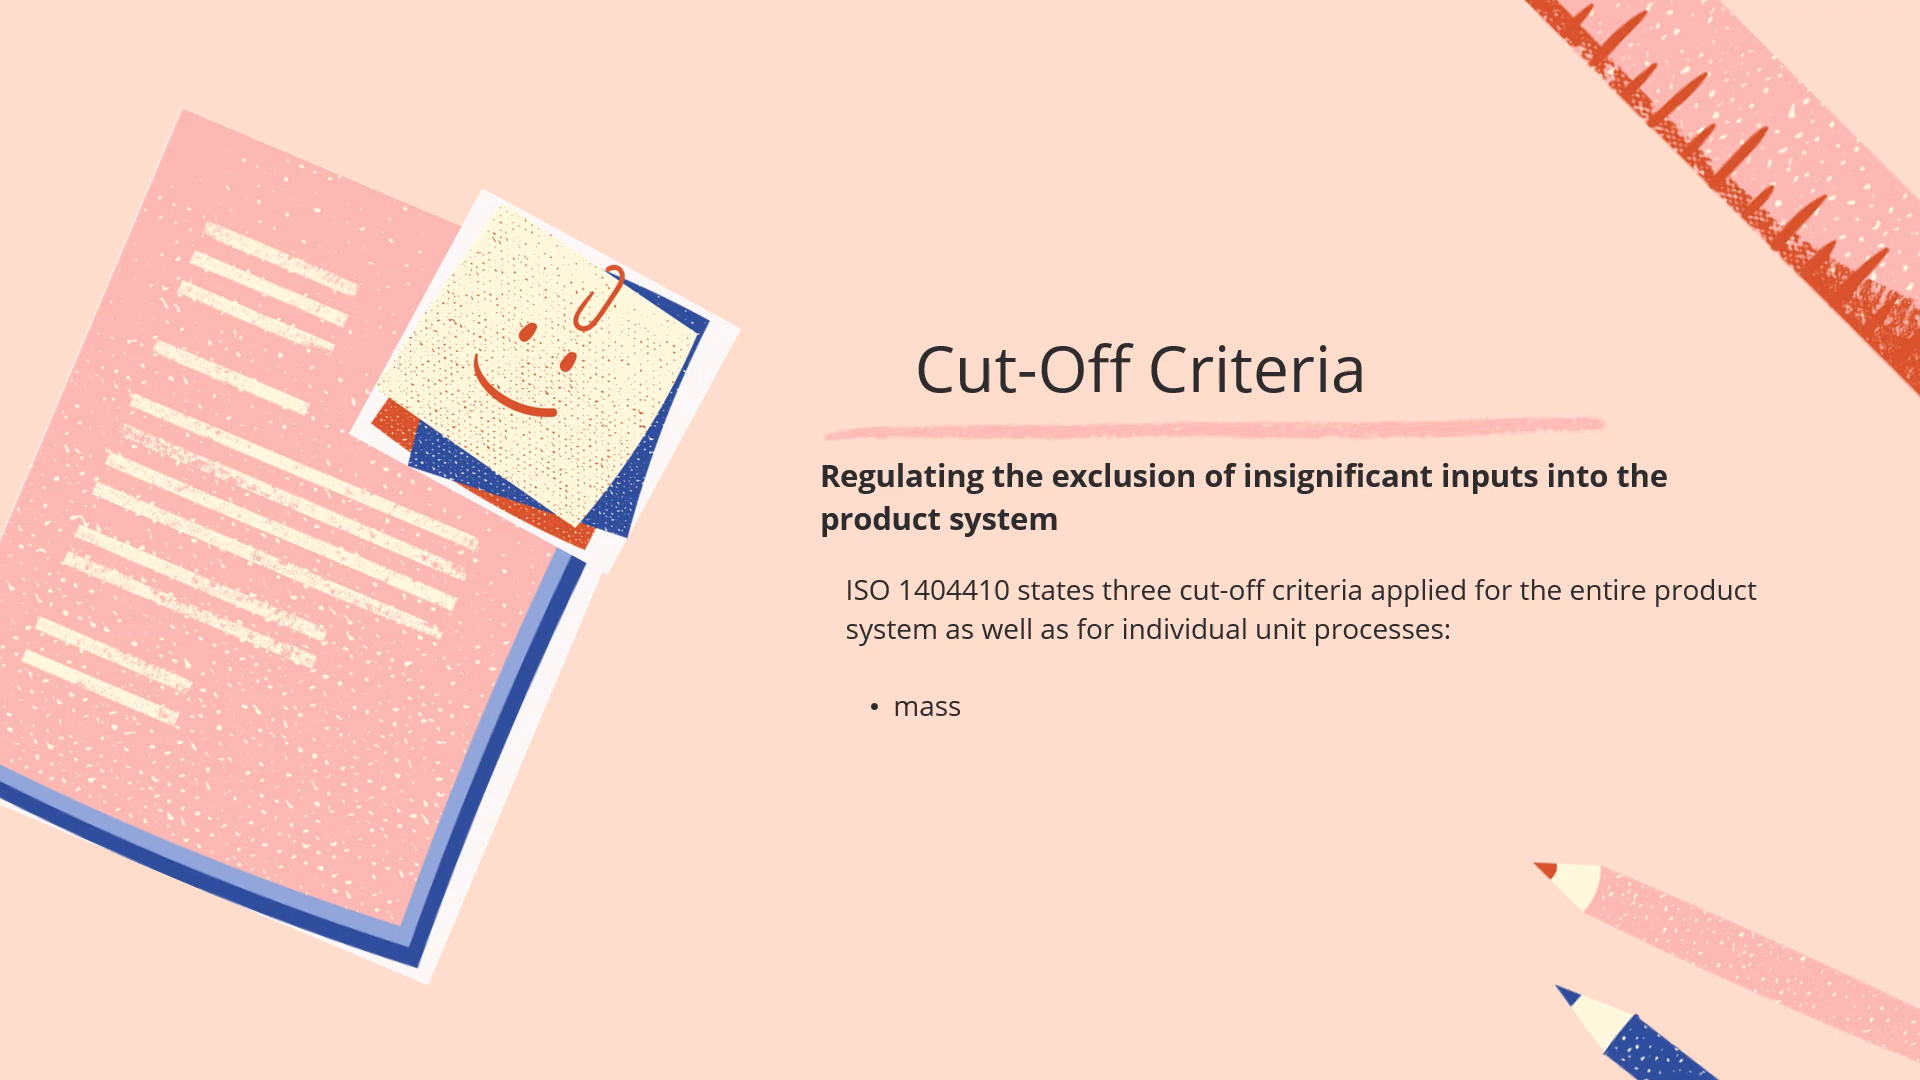 Cut-Off Criteria
Regulating the exclusion of insignificant inputs into the
product system
ISO 1404410 states three cut-off criteria applied for the entire product
system as well as for individual unit processes:
• mass